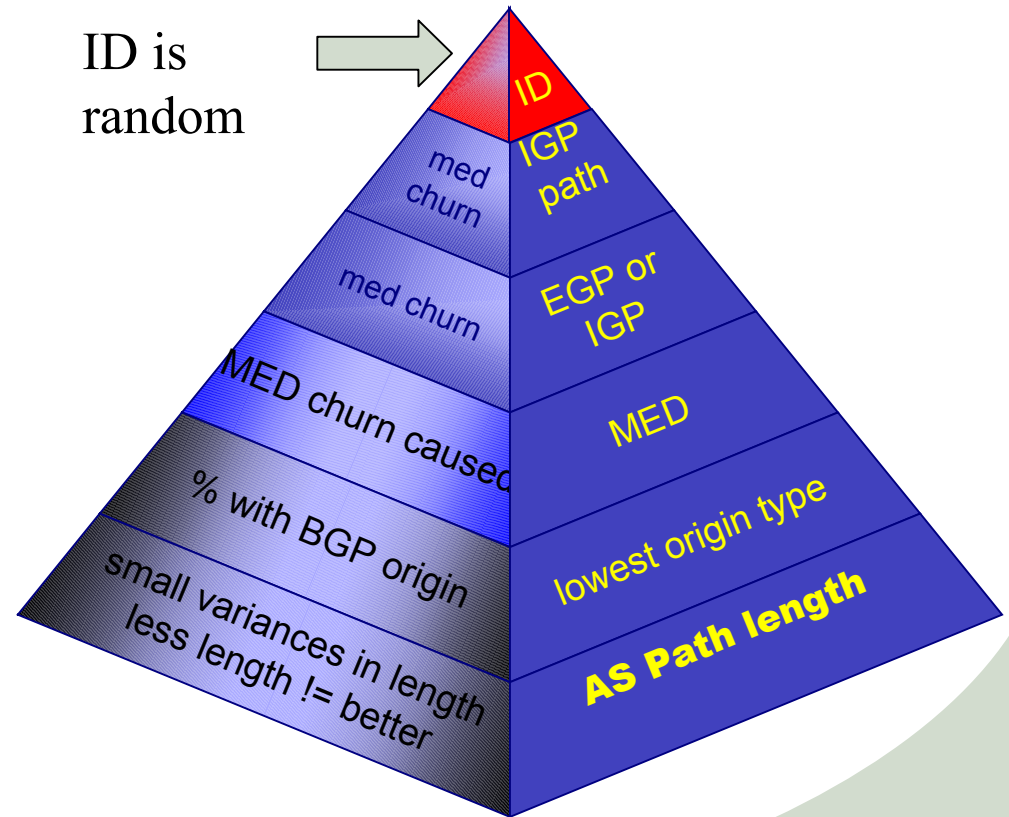 ID is
random
ID
med
churn
IGP
path
med churn
EGP or
IGP
MED churn caused
MED
% with BGP origin
lowest origin type
small variances in length
less length != better
AS Path length